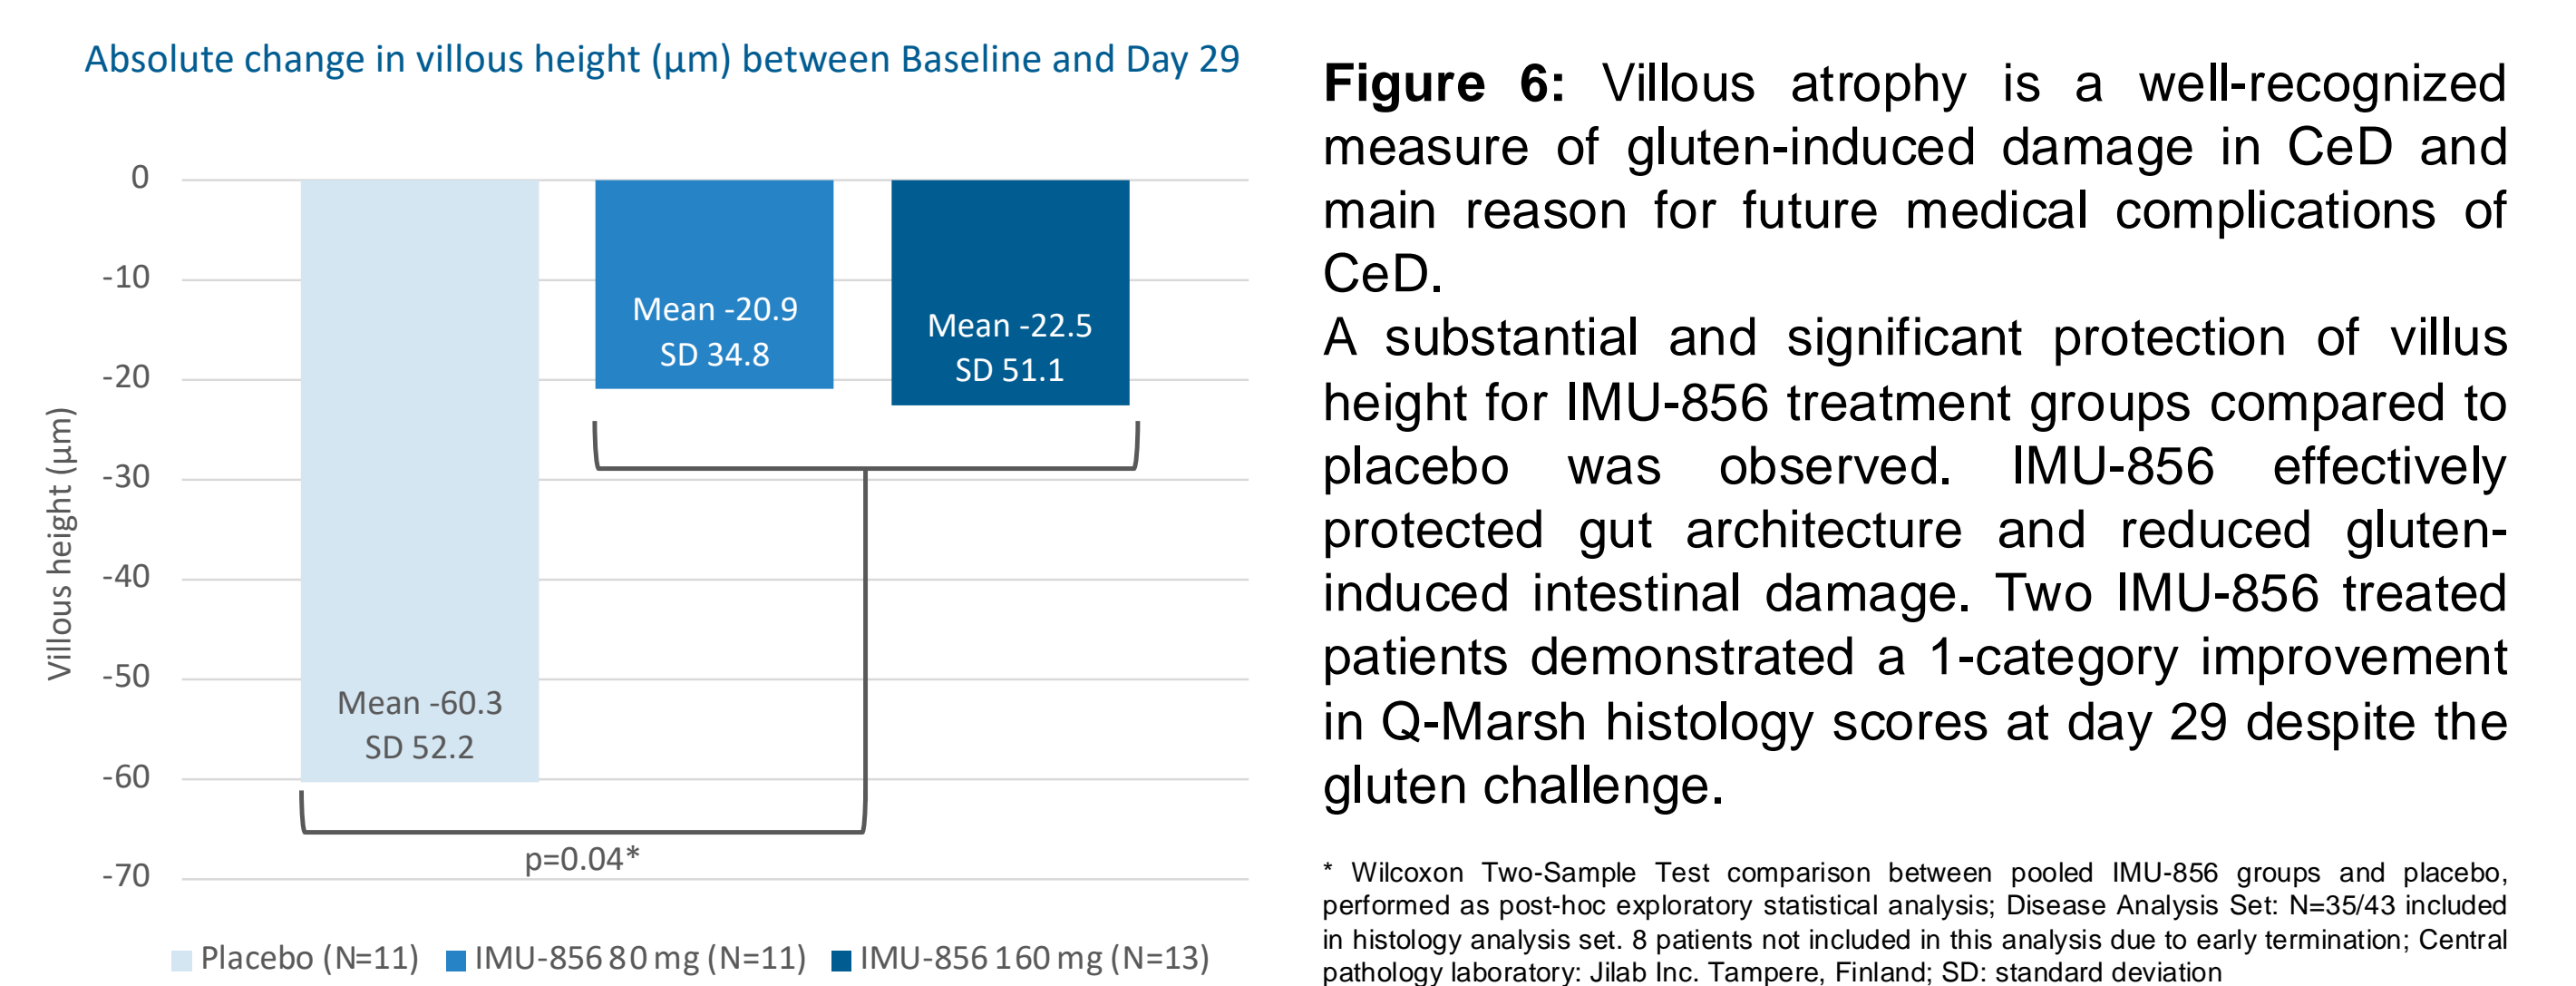 Absolute change in villous height (µm) between Baseline and Day 29
Villous height (µm)
0
-10
-20
-30
-40
-50
-60
-70
Mean -60.3
SD 52.2
Mean -20.9
SD 34.8
Mean -22.5
SD 51.1
p=0.04*
Placebo (N=11)
IMU-856 80 mg (N=11)
IMU-856 160 mg (N=13)
Figure 6: Villous atrophy is a well-recognized
measure of gluten-induced damage in CeD and
main reason for future medical complications of
CeD.
A substantial and significant protection of villus
height for IMU-856 treatment groups compared to
placebo was observed. IMU-856 effectively
protected gut architecture and reduced gluten-
induced intestinal damage. Two IMU-856 treated
patients demonstrated a 1-category improvement
in Q-Marsh histology scores at day 29 despite the
gluten challenge.
* Wilcoxon Two-Sample Test comparison between pooled IMU-856 groups and placebo,
performed as post-hoc exploratory statistical analysis; Disease Analysis Set: N=35/43 included
in histology analysis set. 8 patients not included in this analysis due to early termination; Central
pathology laboratory: Jilab Inc. Tampere, Finland; SD: standard deviation